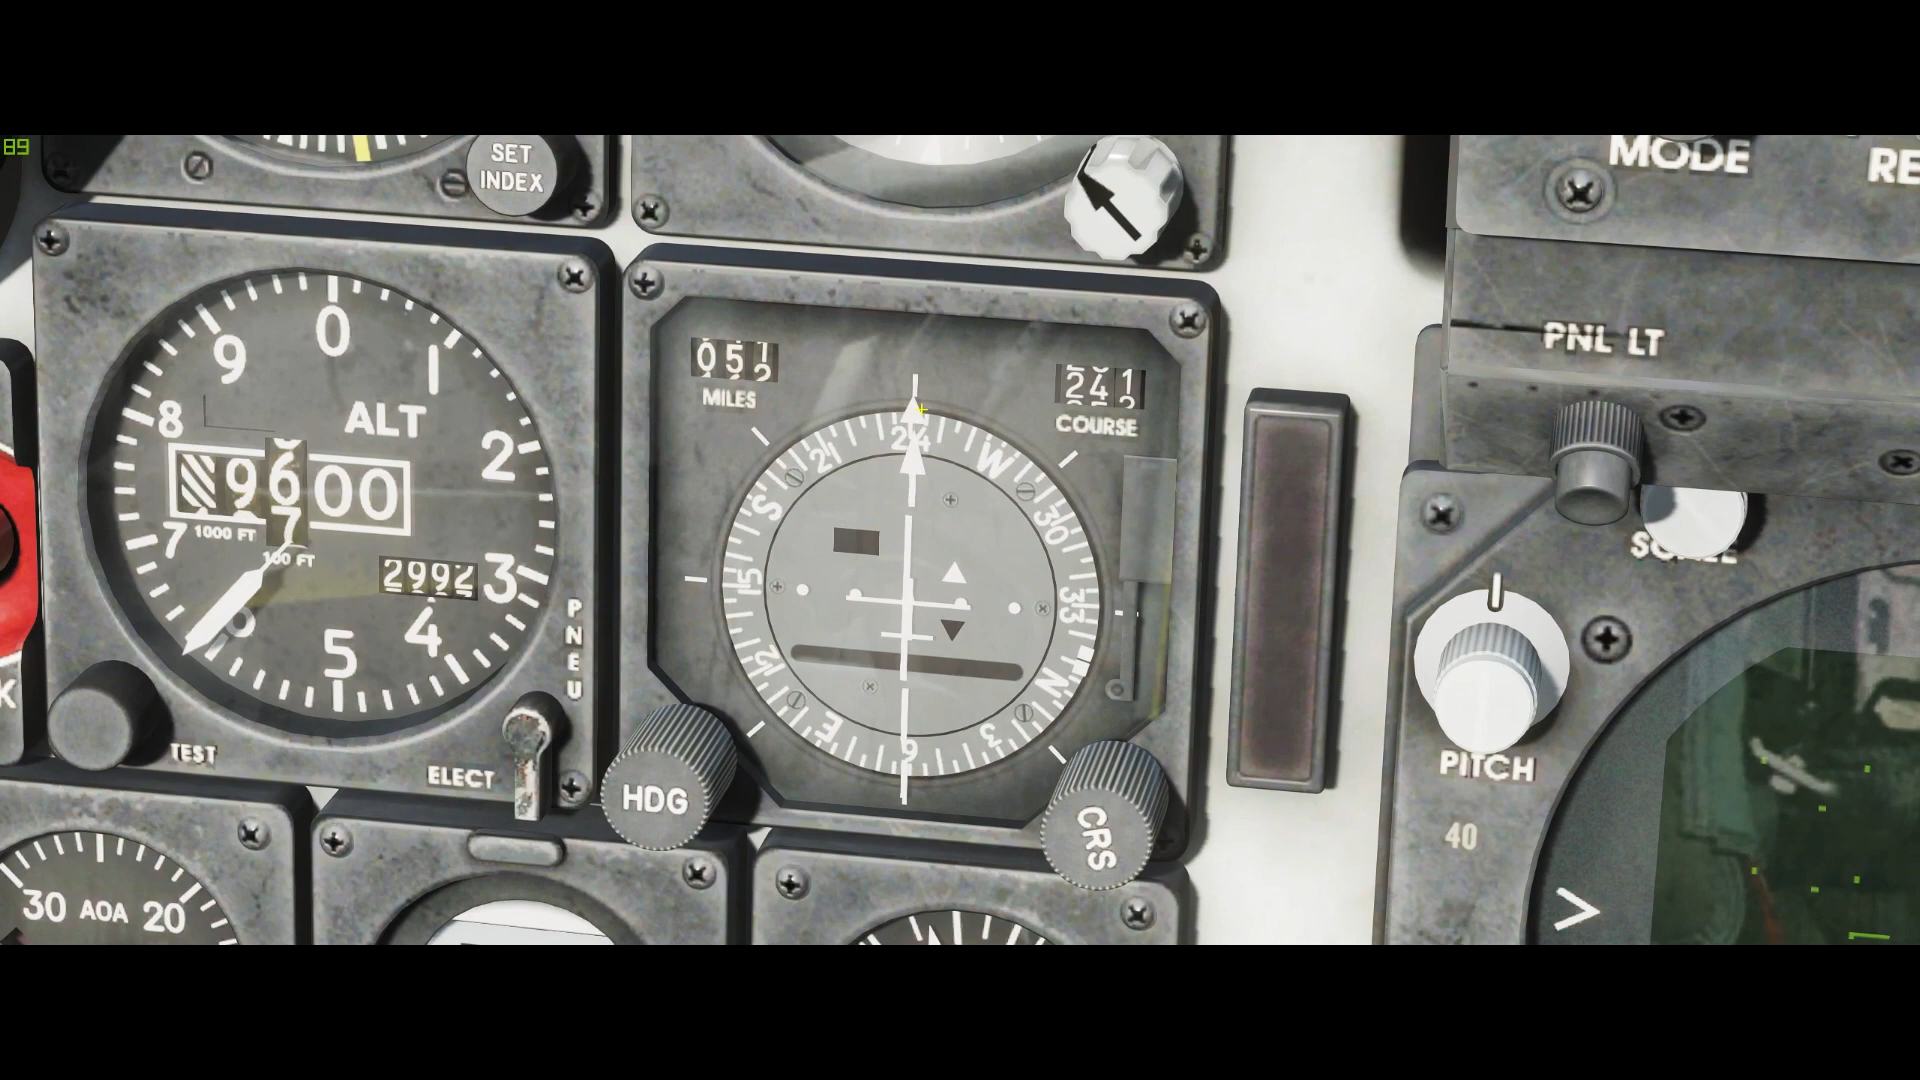 89
SET
INDEX
MODE
RE
PNL LT
0
1
2
3
4
5
6
7
8
9
ALT
9600
7
1000 FT
100 FT
2992
PNEU
TEST
ELECT
051
MILES
241
COURSE
24
W
30
33
N
3
6
E
12
15
S
21
HDG
CRS
PITCH
40
30 AOA 20
K
>